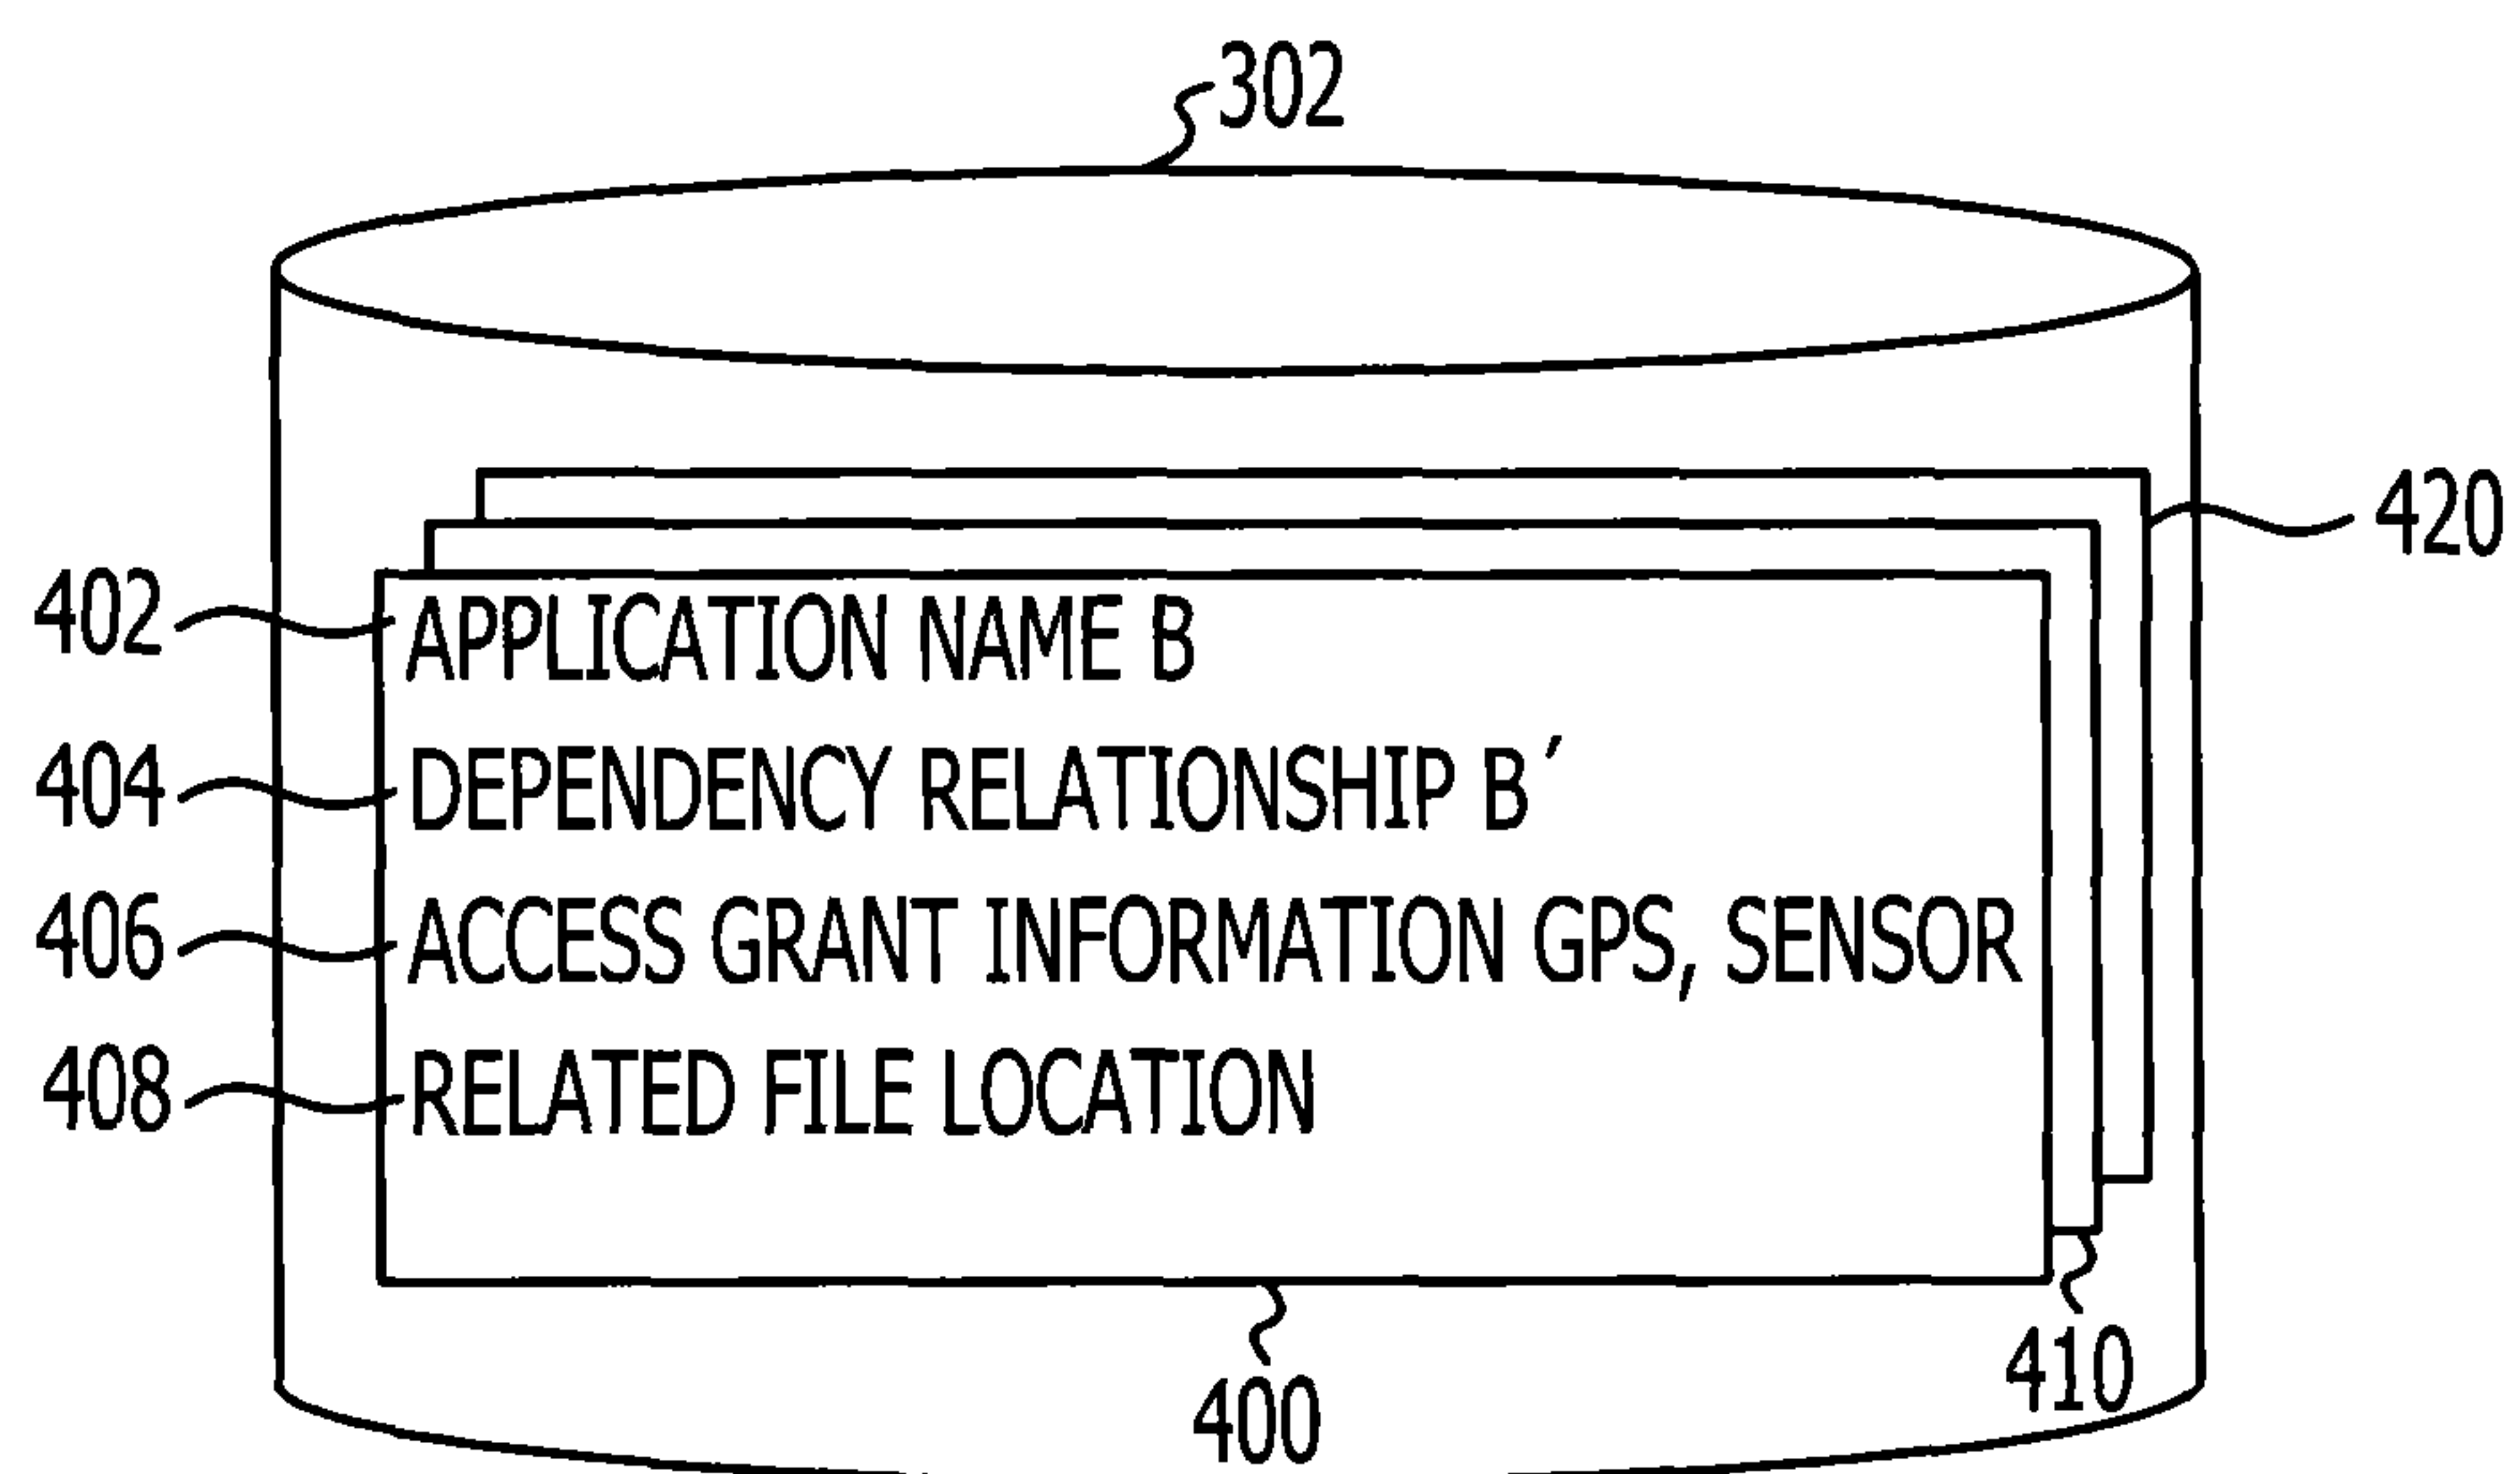 302
420
402 APPLICATION NAME B
404 DEPENDENCY RELATIONSHIP B´
406 ACCESS GRANT INFORMATION GPS, SENSOR
408 RELATED FILE LOCATION
410
400